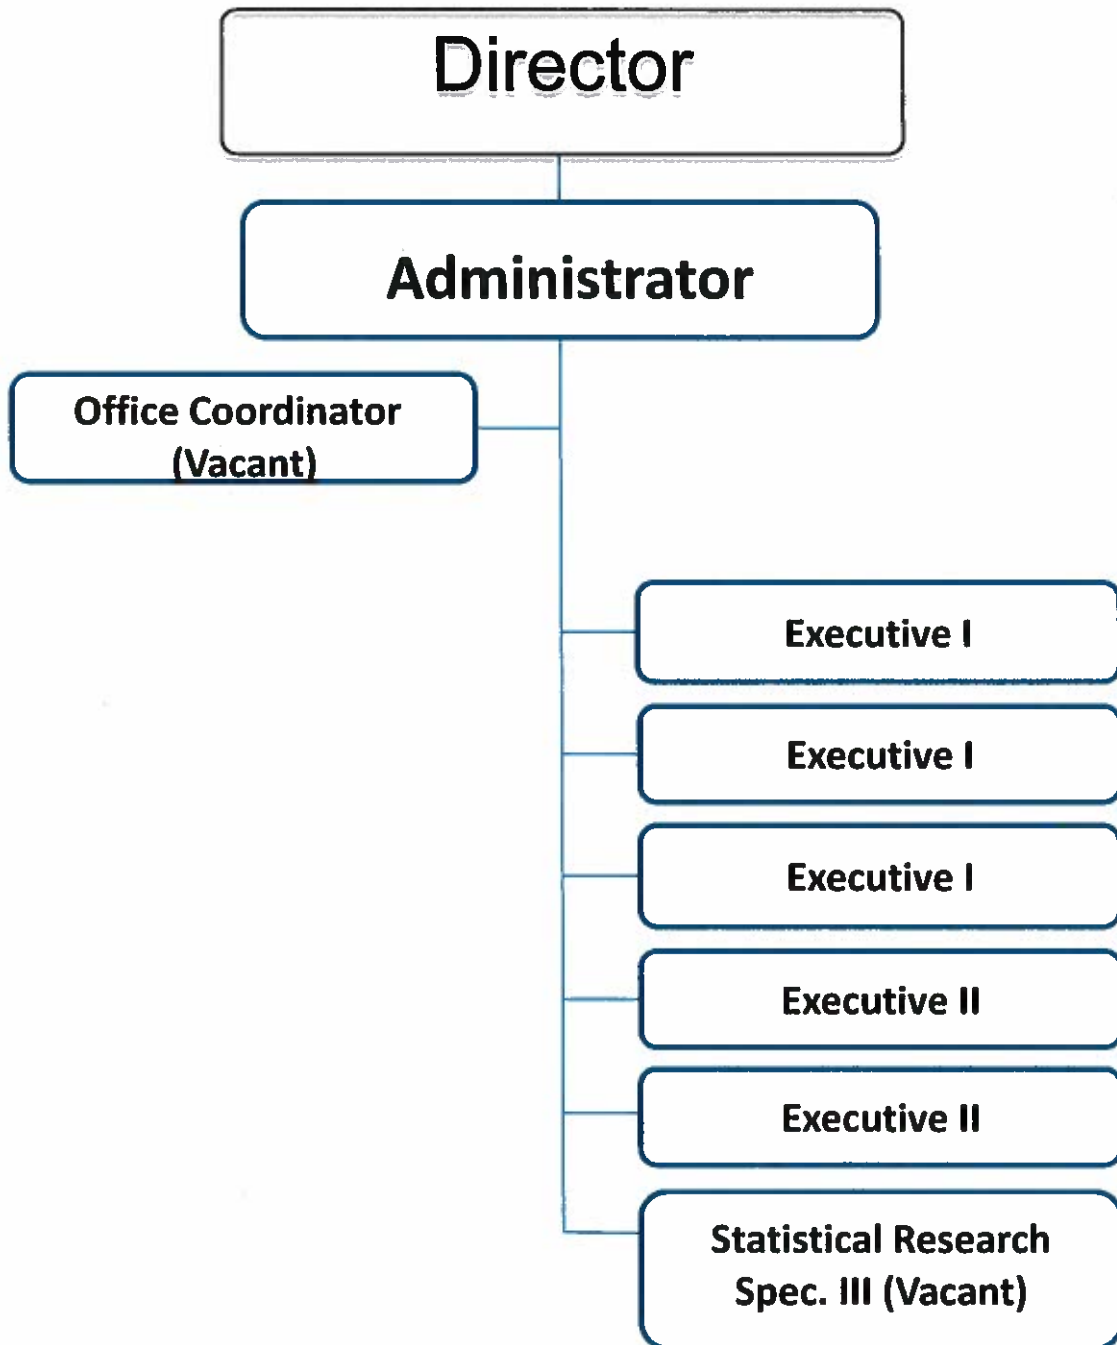 Director
Administrator
Office Coordinator
(Vacant)
Executive I
Executive I
Executive I
Executive II
Executive II
Statistical Research
Spec. III (Vacant)